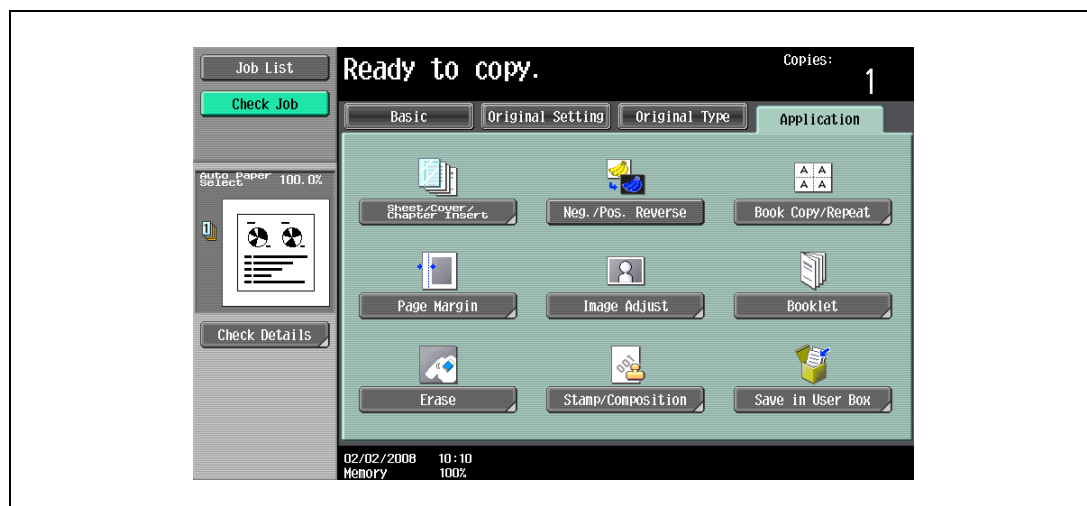 Job List
Check Job
Ready to copy.
Copies:
1
Basic
Original Setting
Original Type
Application
Auto Paper
Select
100.0%
1
Sheet/Cover/
Chapter Insert
Neg./Pos. Reverse
A A
A A
Book Copy/Repeat
Page Margin
Image Adjust
Booklet
Check Details
001
Erase
Stamp/Composition
Save in User Box
02/02/2008 10:10
Memory 100%